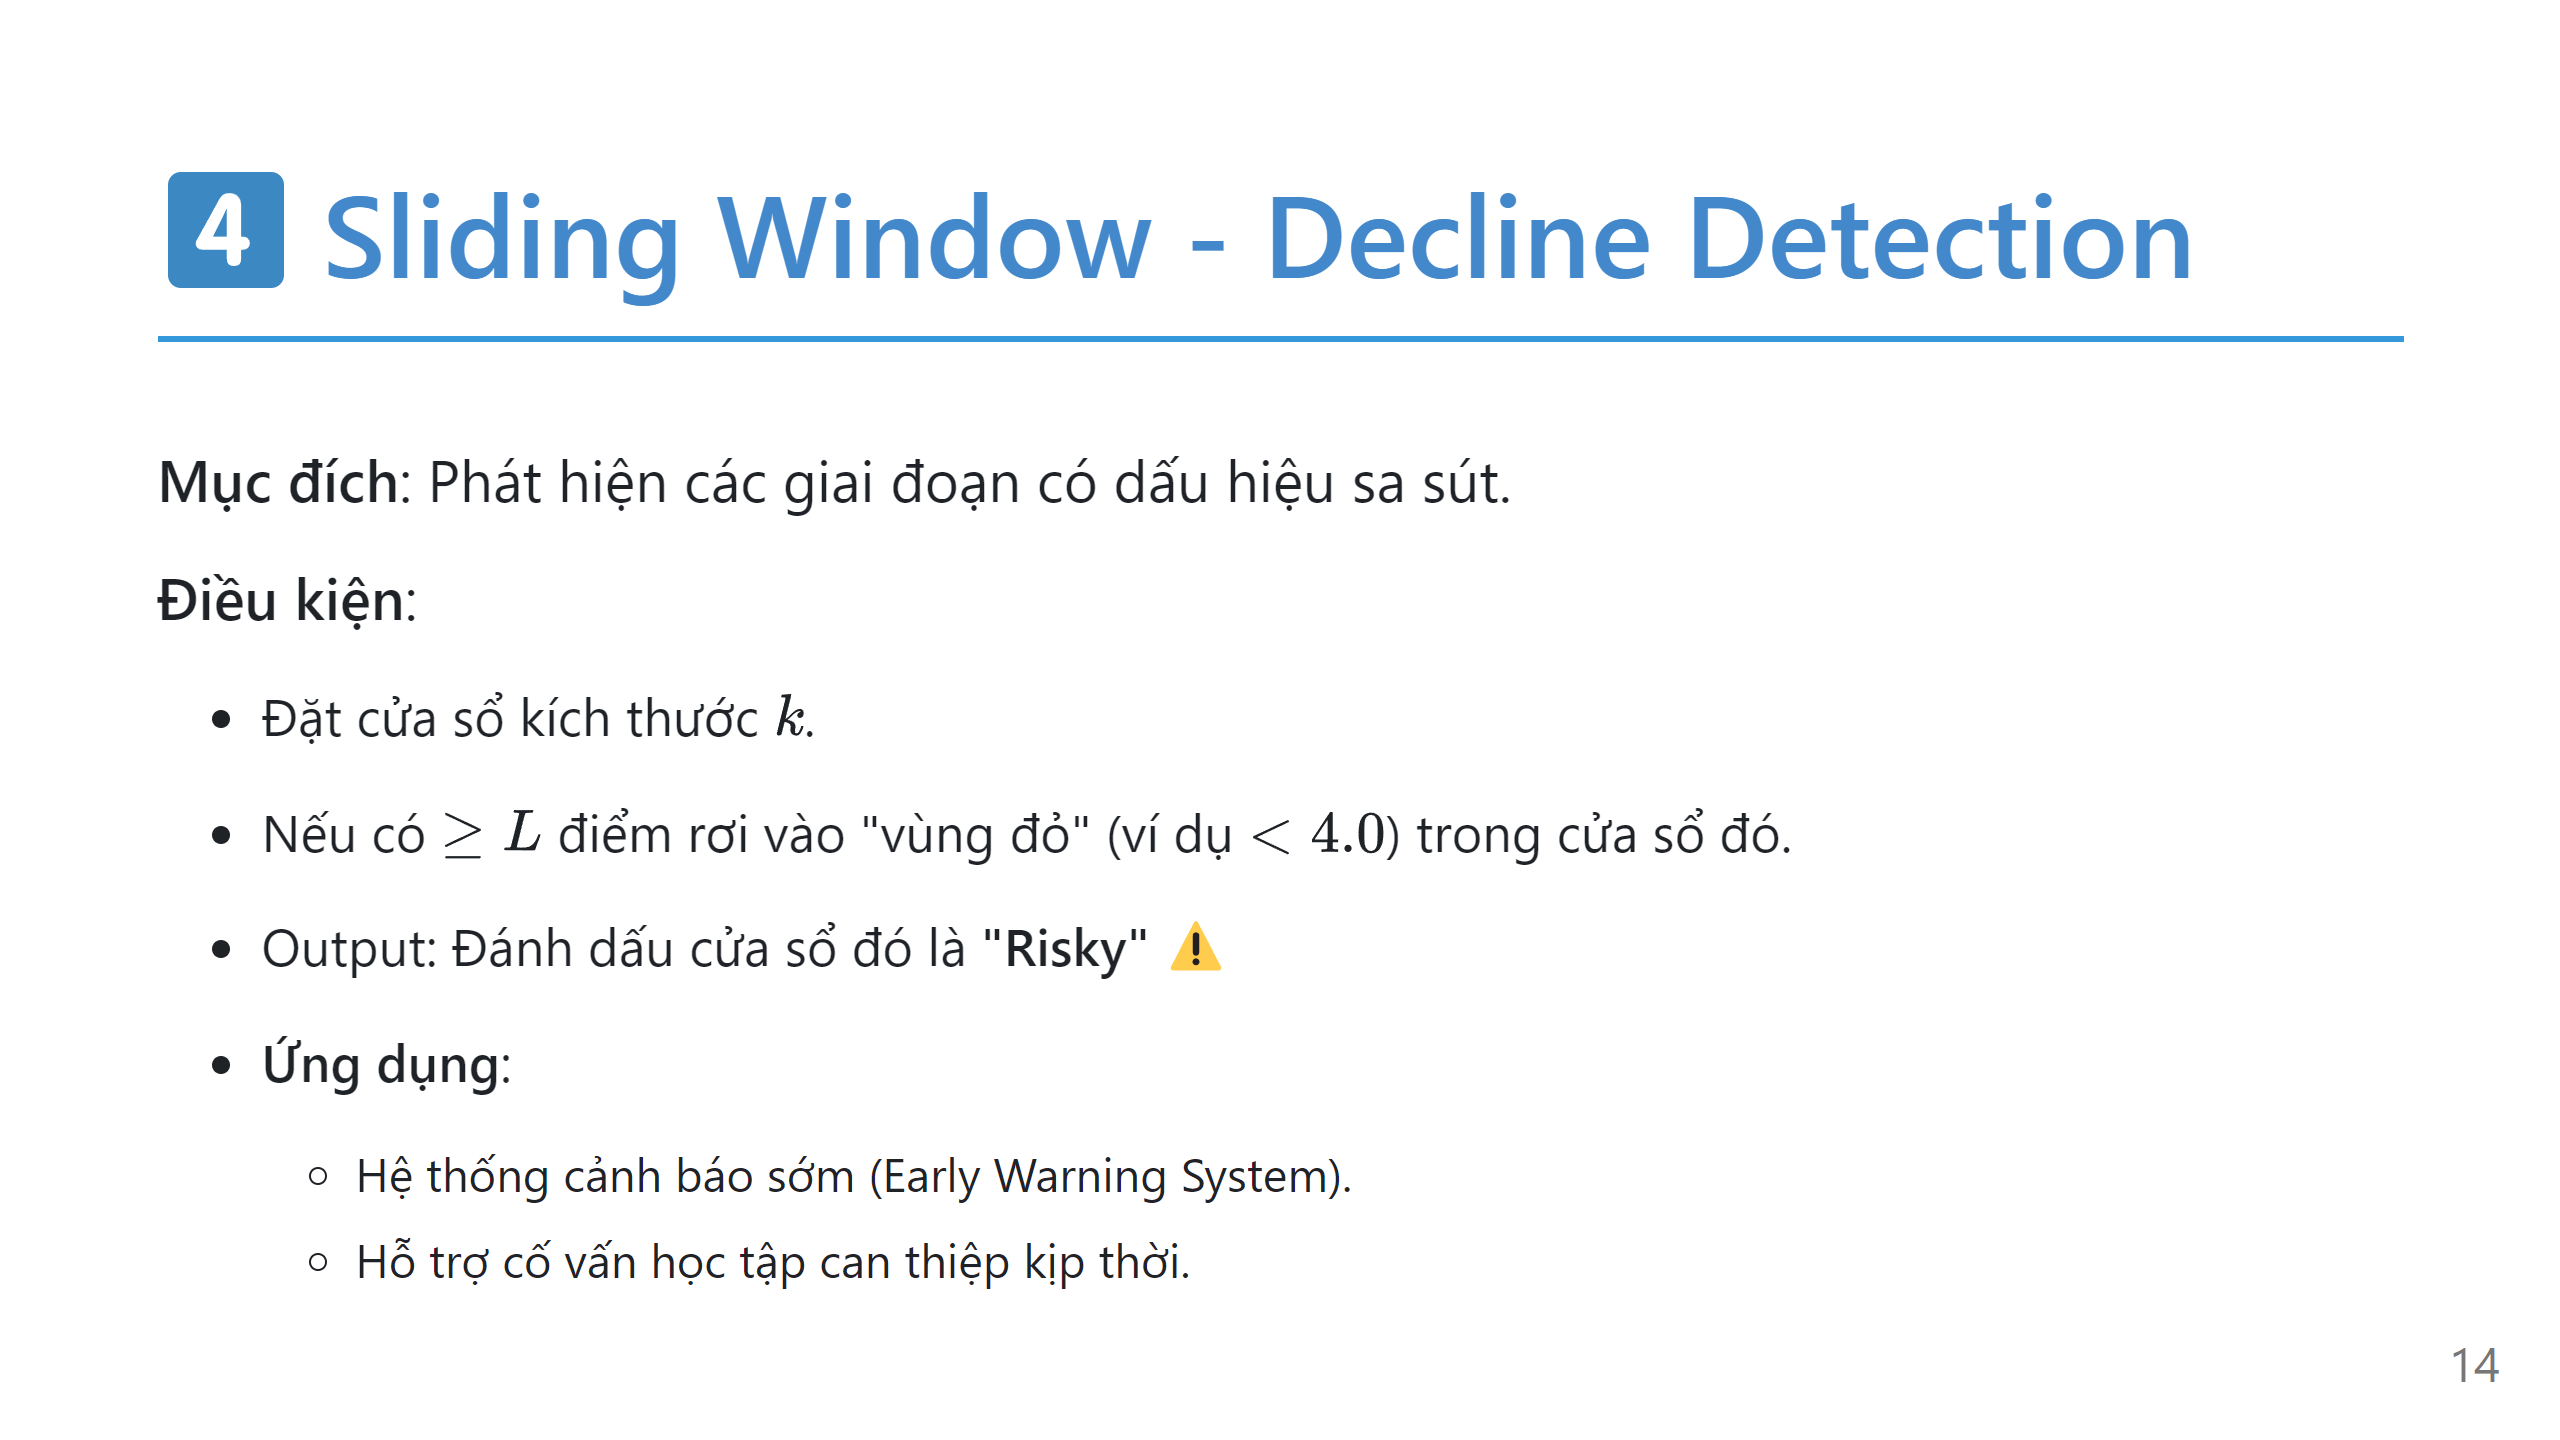 4 Sliding Window - Decline Detection
Mục đích: Phát hiện các giai đoạn có dấu hiệu sa sút.
Điều kiện:
• Đặt cửa sổ kích thước k.
• Nếu có ≥ L điểm rơi vào "vùng đỏ" (ví dụ < 4.0) trong cửa sổ đó.
• Output: Đánh dấu cửa sổ đó là "Risky" ⚠️
• Ứng dụng:
○ Hệ thống cảnh báo sớm (Early Warning System).
○ Hỗ trợ cố vấn học tập can thiệp kịp thời.
14